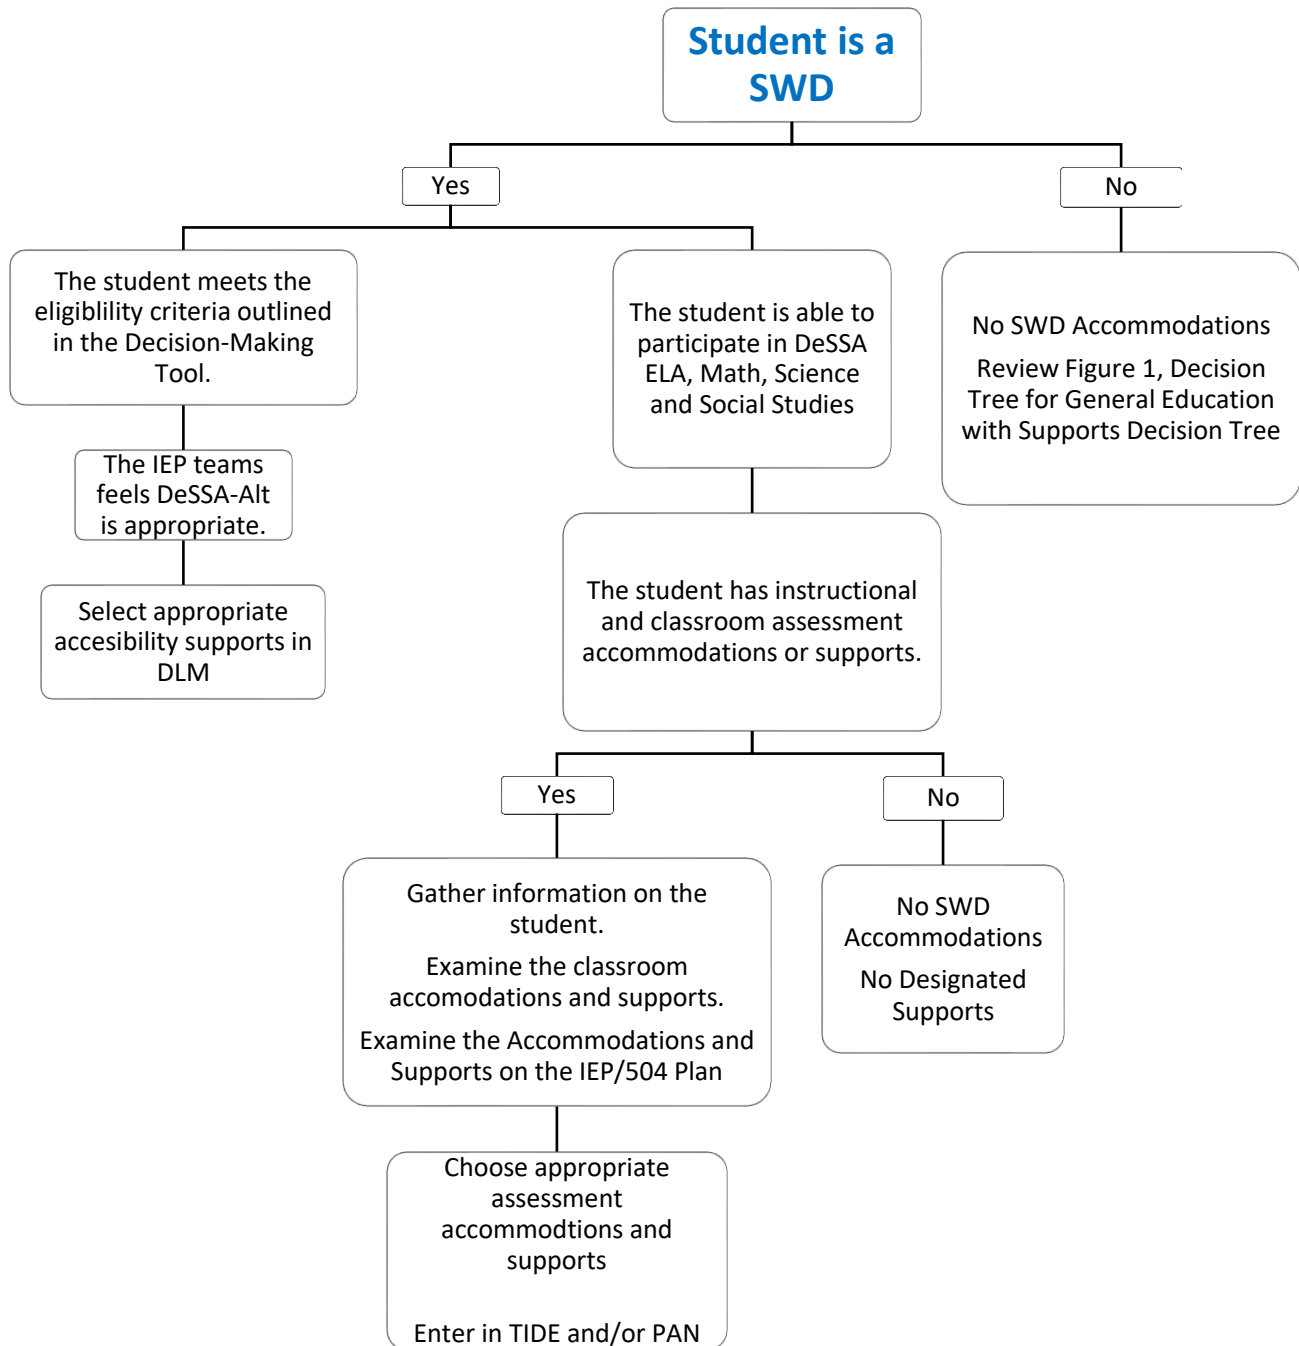 Student is a
SWD
Yes
No
The student meets the
eligiblility criteria outlined
in the Decision-Making
Tool.
The student is able to
participate in DeSSA
ELA, Math, Science
and Social Studies
No SWD Accommodations
Review Figure 1, Decision
Tree for General Education
with Supports Decision Tree
The IEP teams
feels DeSSA-Alt
is appropriate.
Select appropriate
accesibility supports in
DLM
The student has instructional
and classroom assessment
accommodations or supports.
Yes
No
Gather information on the
student.
Examine the classroom
accomodations and supports.
Examine the Accommodations and
Supports on the IEP/504 Plan
No SWD
Accommodations
No Designated
Supports
Choose appropriate
assessment
accommodtions and
supports
Enter in TIDE and/or PAN